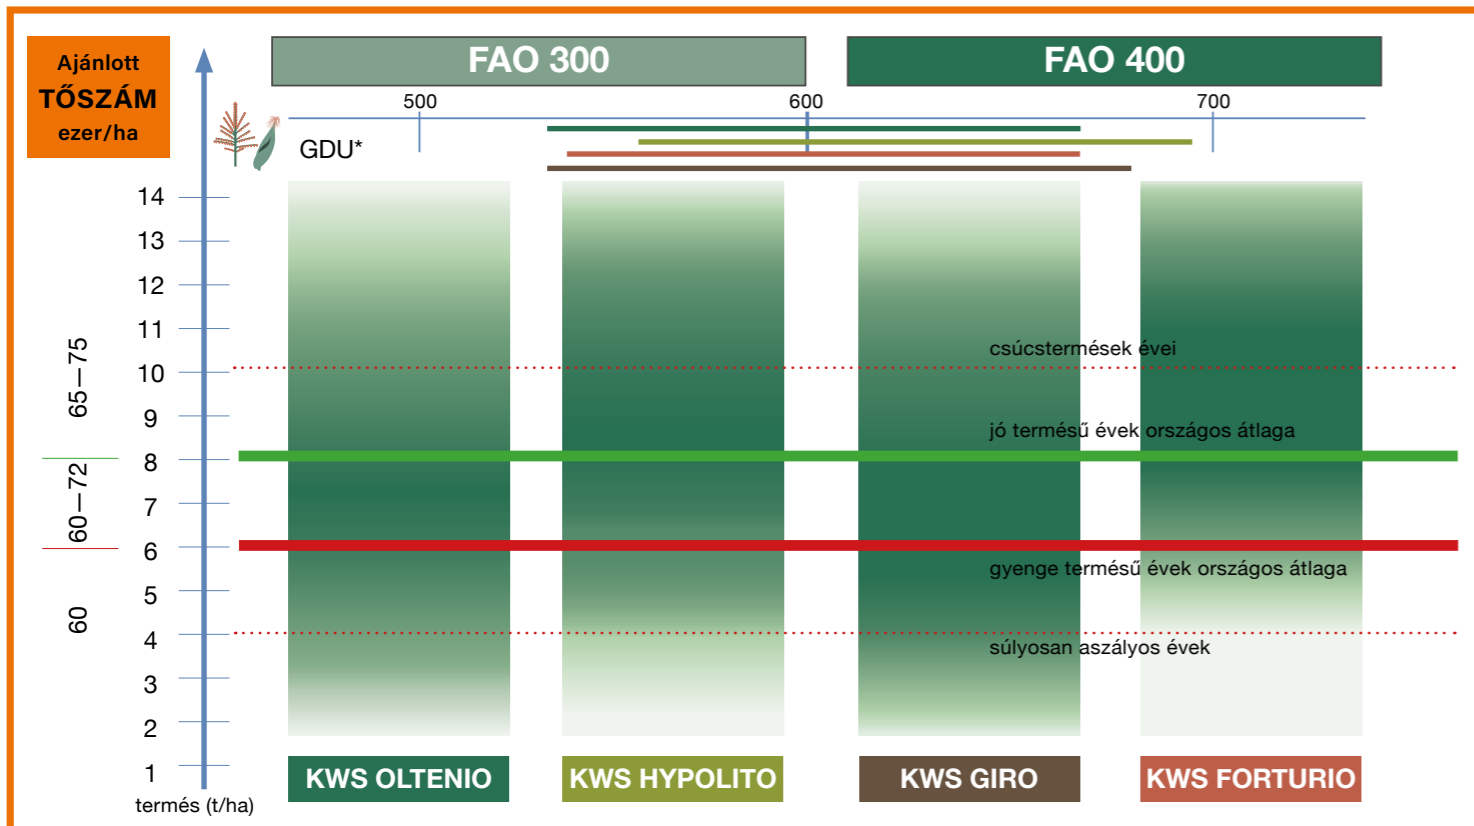 Ajánlott
TŐSZÁM
ezer/ha
FAO 300
FAO 400
500
600
700
GDU*
14
13
12
11
10
9
8
7
6
5
4
3
2
1
termés (t/ha)
65—75
60—72
60
csúcstermések évei
jó termésű évek országos átlaga
gyenge termésű évek országos átlaga
súlyosan aszályos évek
KWS OLTENIO
KWS HYPOLITO
KWS GIRO
KWS FORTURIO